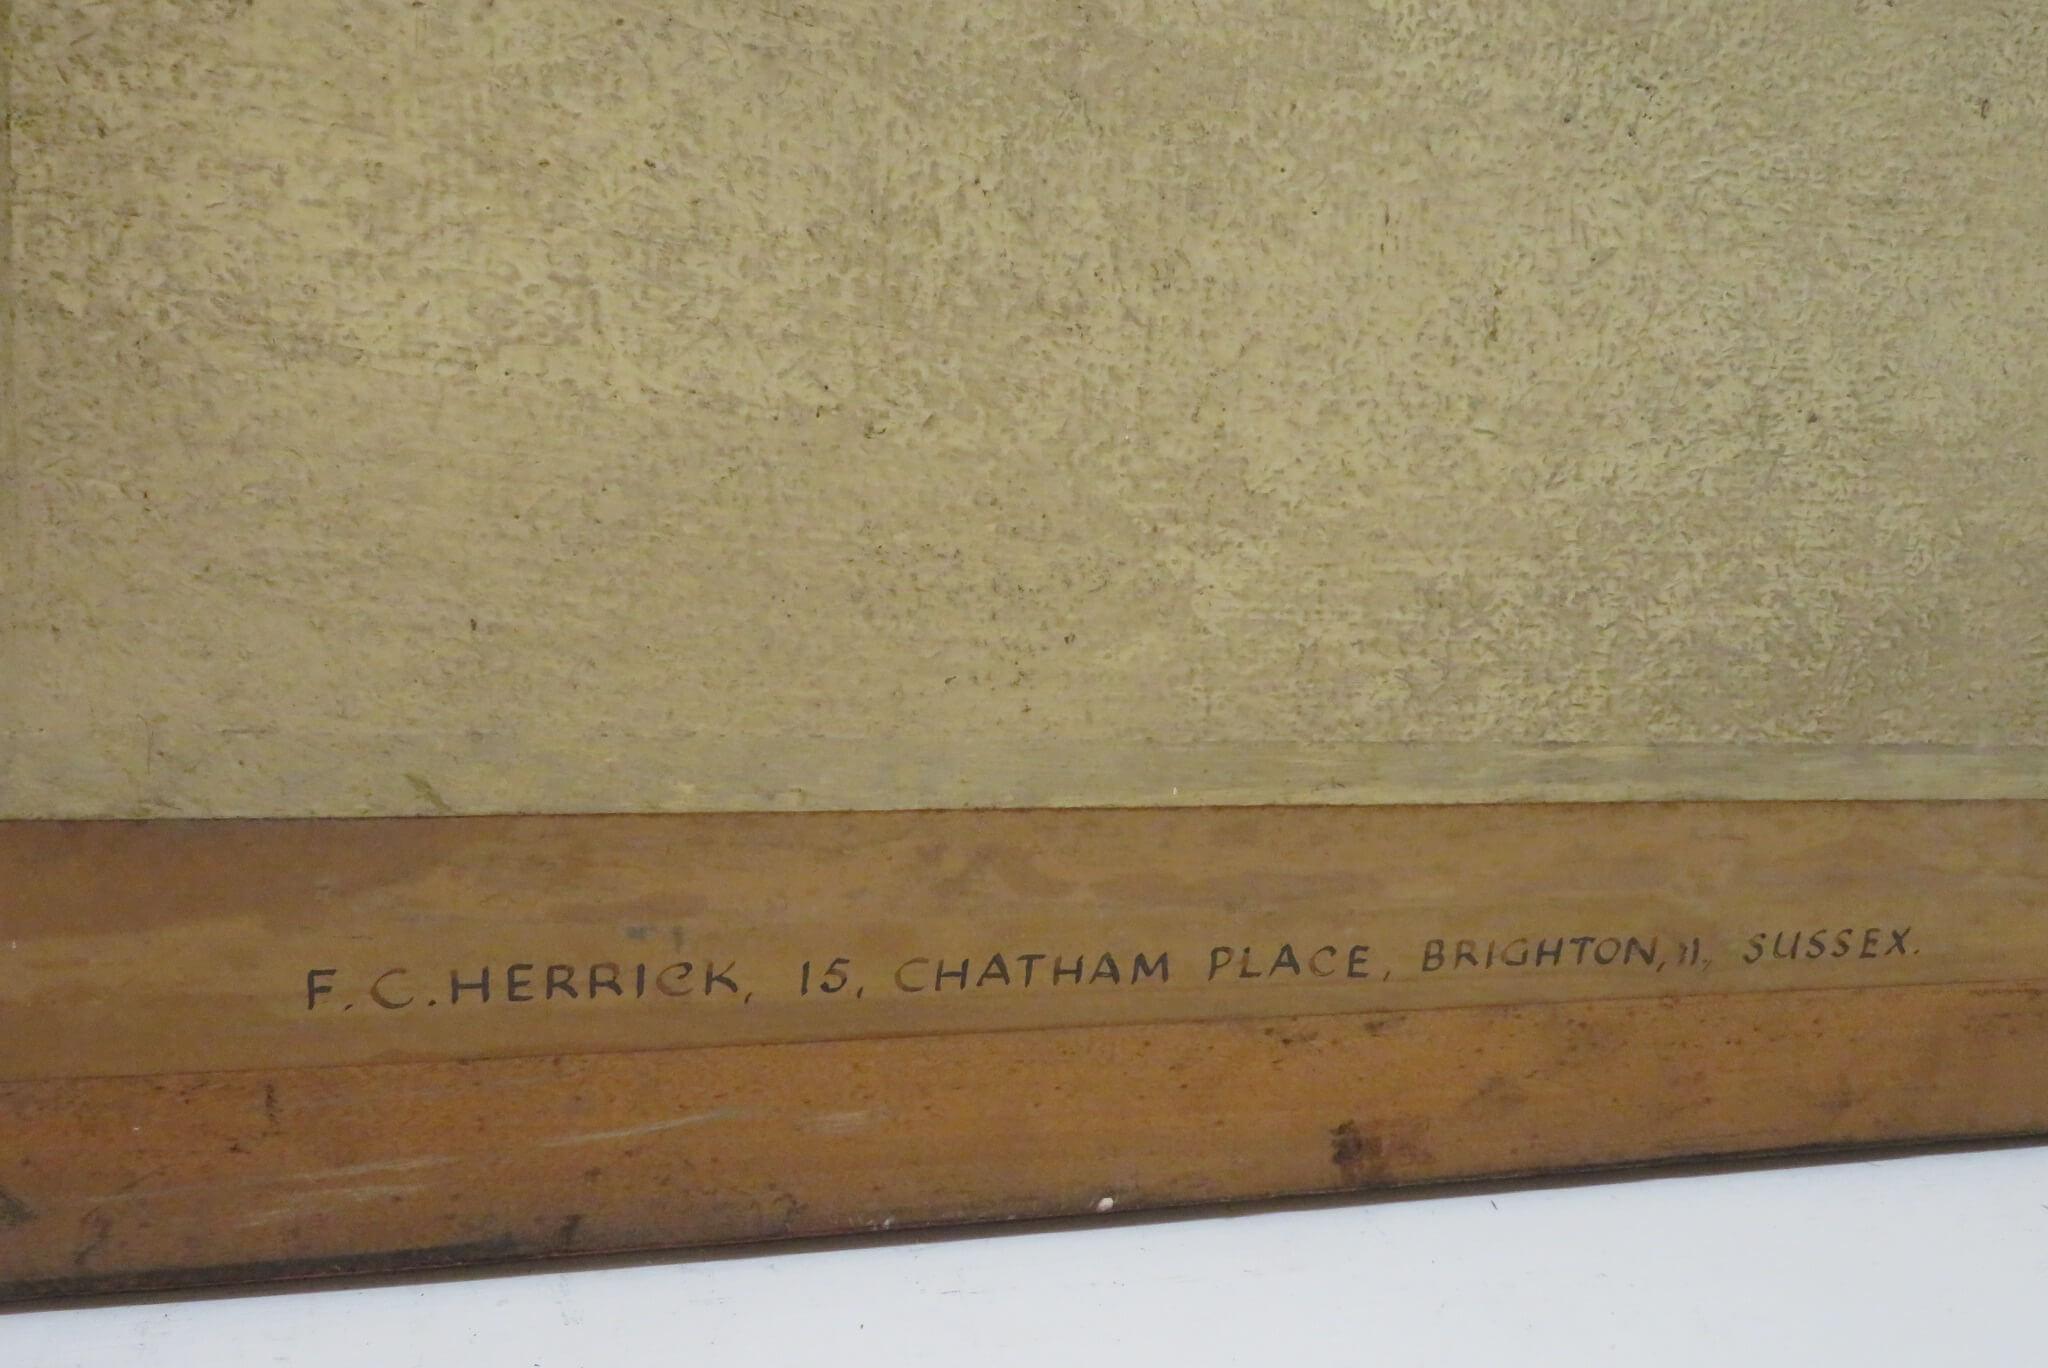 F. C. HERRICK, 15, CHATHAM PLACE, BRIGHTON, 11, SUSSEX.